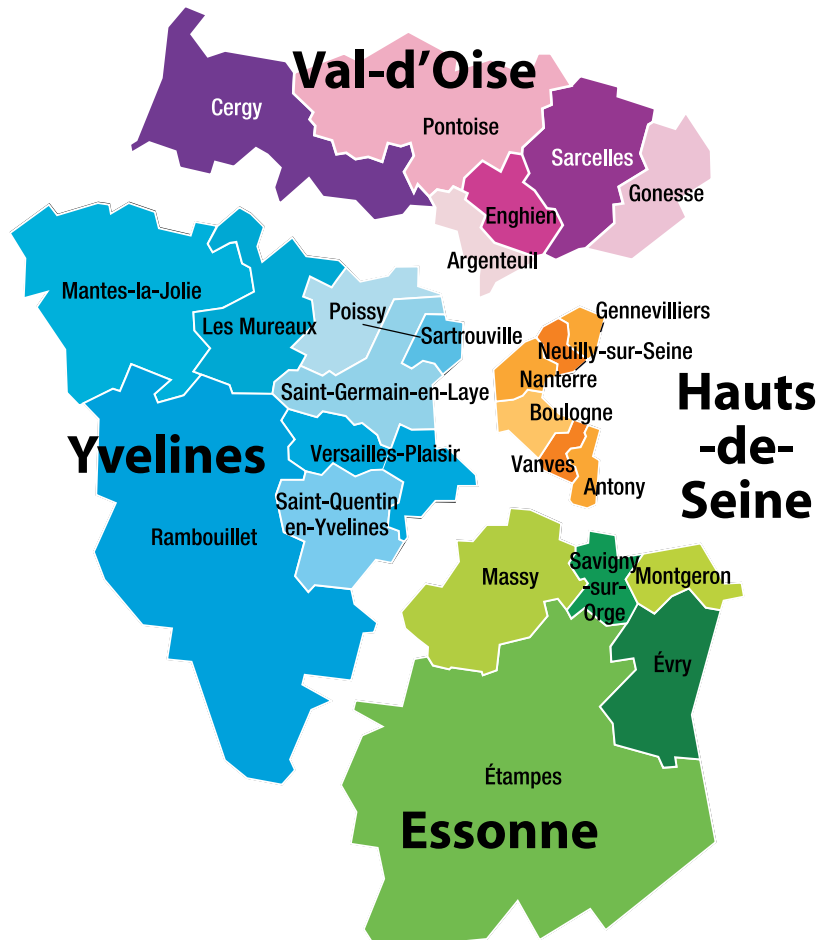 Val-d'Oise
Cergy
Pontoise
Sarcelles
Gonesse
Enghien
Argenteuil
Mantes-la-Jolie
Les Mureaux
Poissy
Sartrouville
Saint-Germain-en-Laye
Yvelines
Versailles-Plaisir
Saint-Quentin
en-Yvelines
Rambouillet
Gennevilliers
Neuilly-sur-Seine
Nanterre
Boulogne
Vanves
Antony
Hauts
-de-
Seine
Massy
Savigny
-sur-
Orge
Montgeron
Évry
Étampes
Essonne